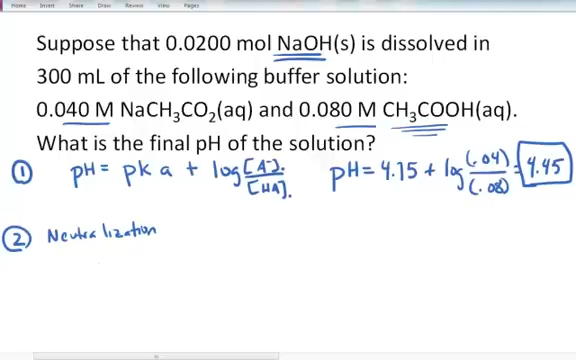 Home Insert Share Draw Review View Pages
Suppose that 0.0200 mol NaOH(s) is dissolved in
300 mL of the following buffer solution:
0.040 M NaCH₃CO₂(aq) and 0.080 M CH₃COOH(aq).
What is the final pH of the solution?
① pH = pka + log [A⁻] / [HA]. pH = 4.75 + log (.04) / (.08) = 4.45
② Neutralization